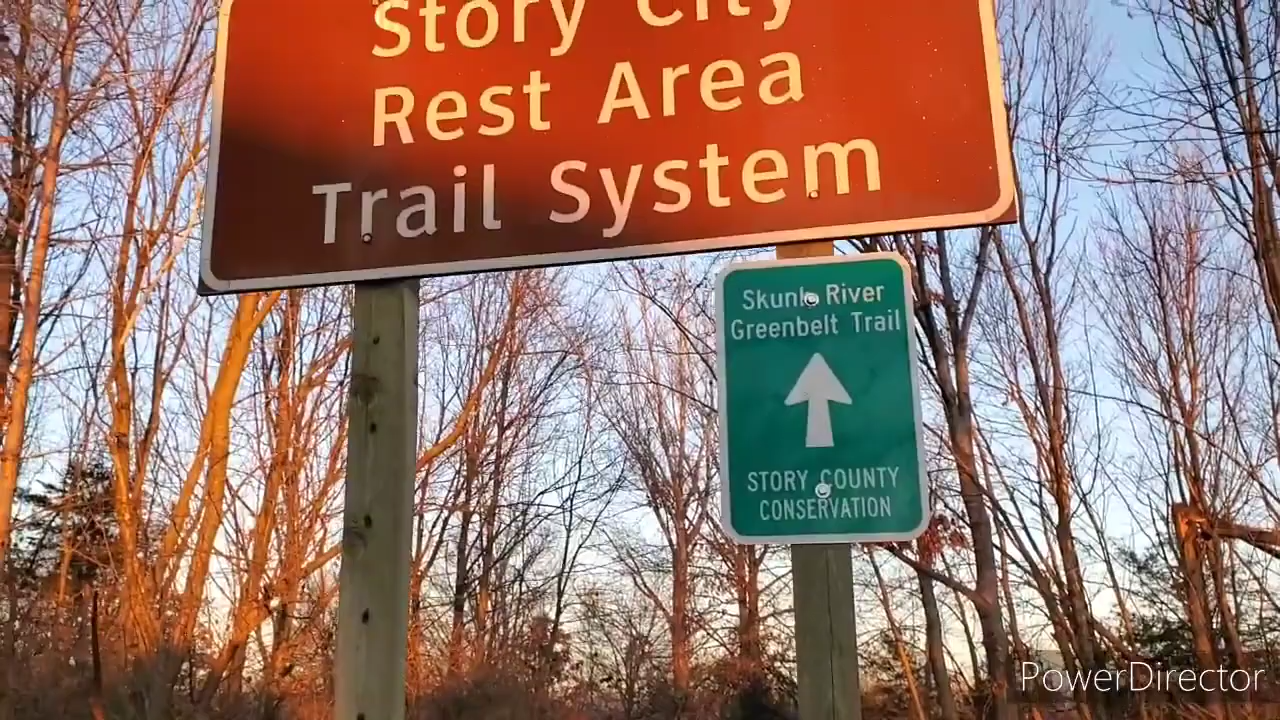 Story City
Rest Area
Trail System
Skunk River
Greenbelt Trail
STORY COUNTY
CONSERVATION
PowerDirector